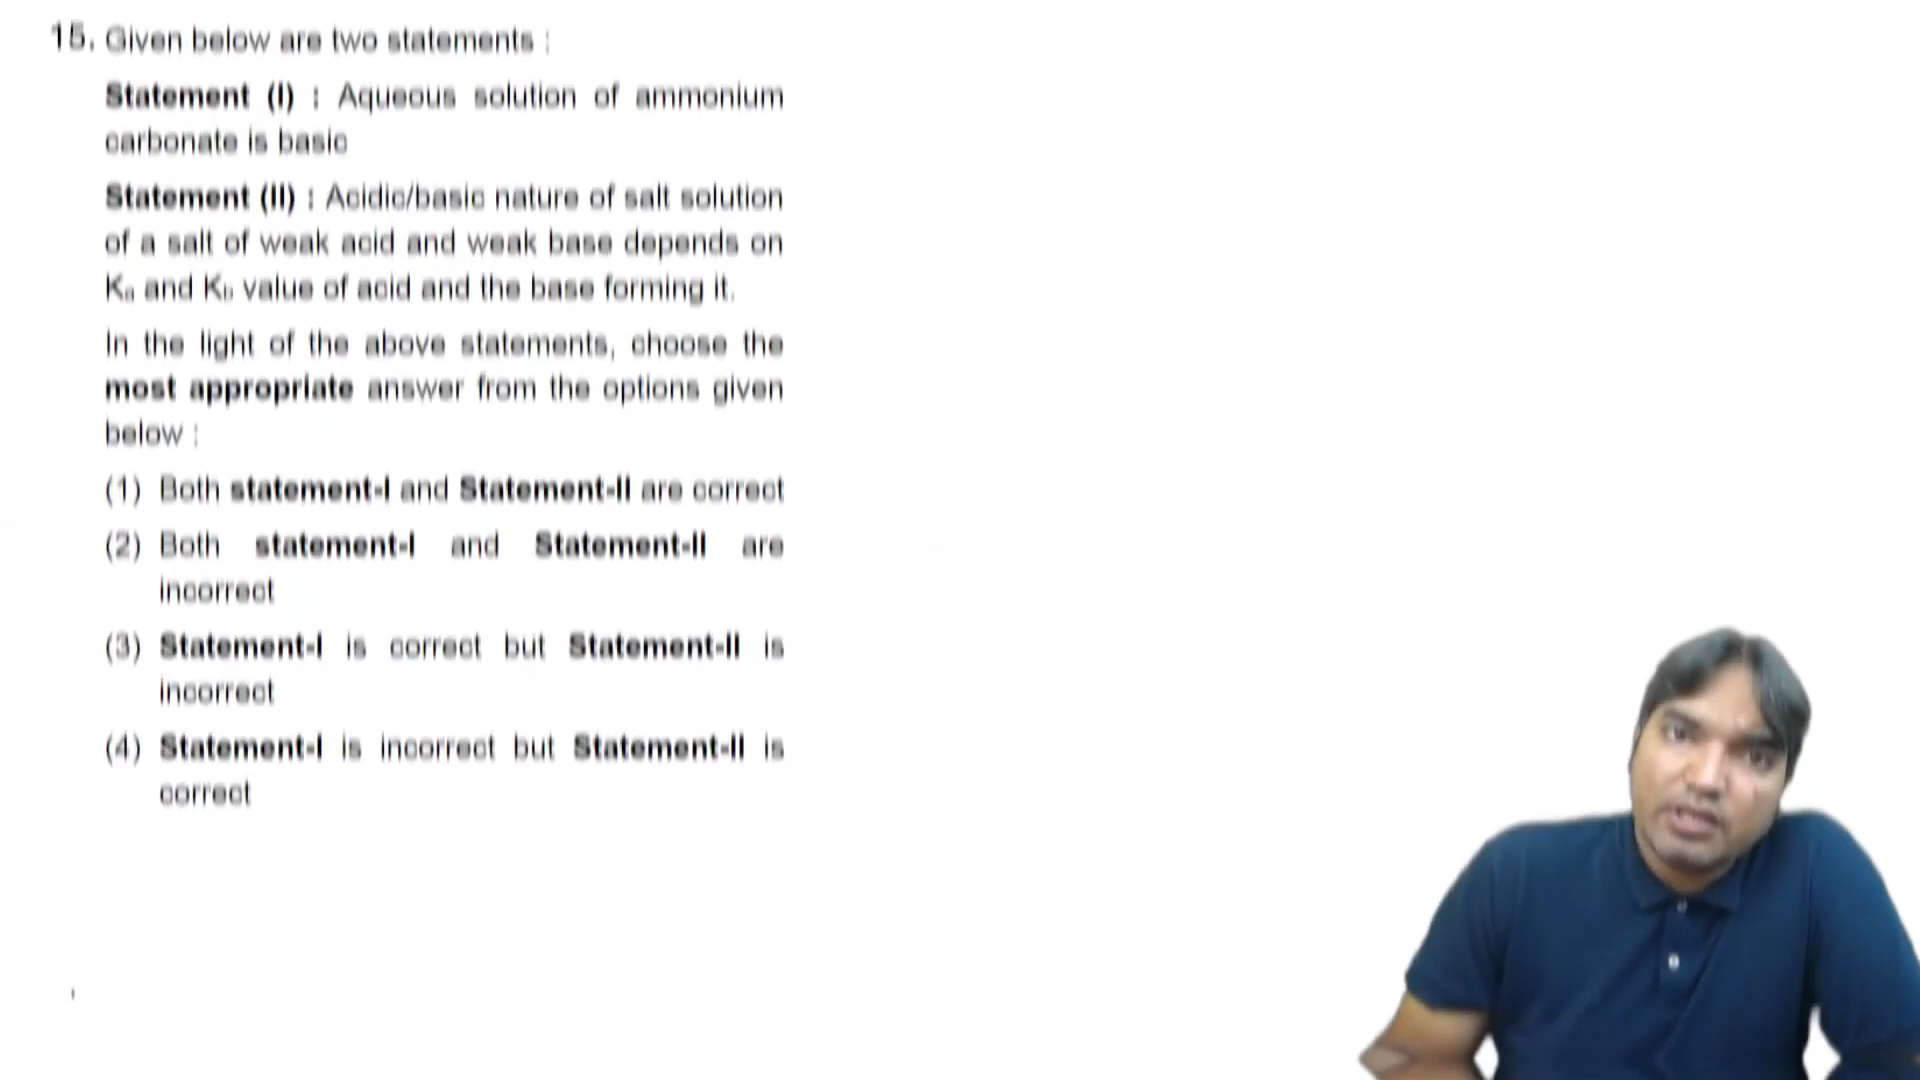 15. Given below are two statements :
Statement (I) : Aqueous solution of ammonium
carbonate is basic
Statement (II) : Acidic/basic nature of salt solution
of a salt of weak acid and weak base depends on
Kₐ and K_b value of acid and the base forming it.
In the light of the above statements, choose the
most appropriate answer from the options given
below :
(1) Both statement-I and Statement-II are correct
(2) Both statement-I and Statement-II are
incorrect
(3) Statement-I is correct but Statement-II is
incorrect
(4) Statement-I is incorrect but Statement-II is
correct